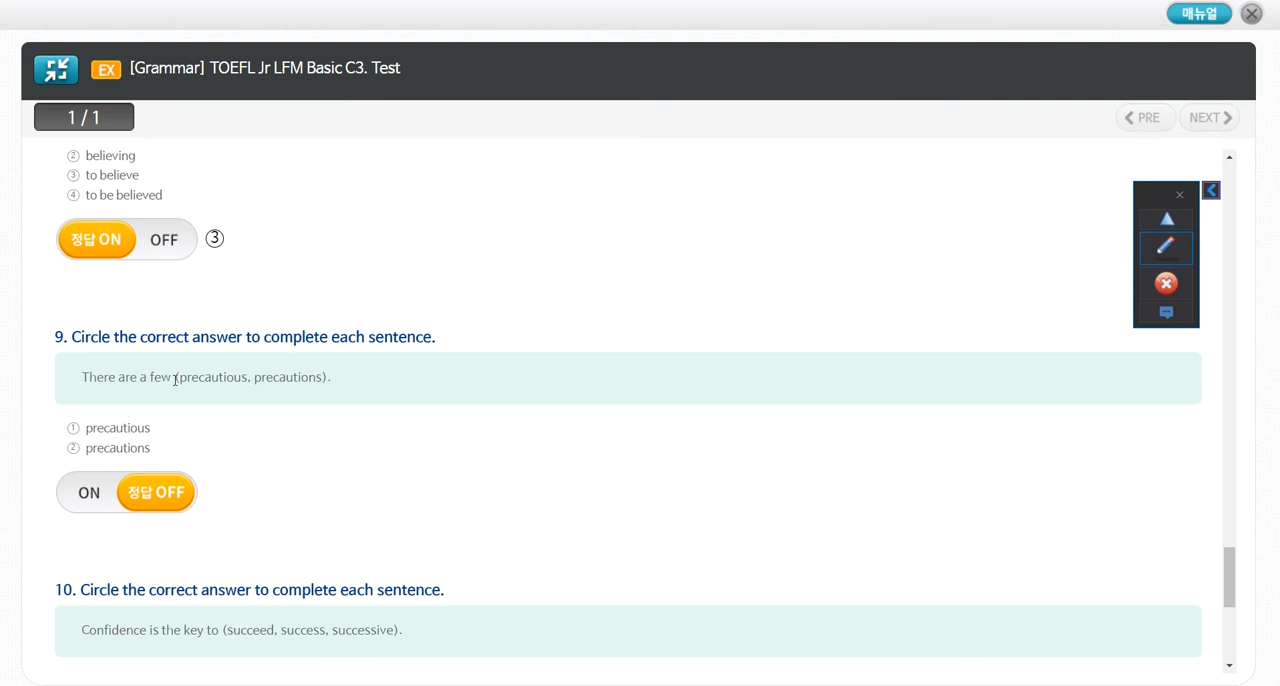 매뉴얼
EX [Grammar] TOEFL Jr LFM Basic C3. Test
1 / 1
PRE NEXT
② believing
③ to believe
④ to be believed
정답 ON OFF ③
9. Circle the correct answer to complete each sentence.
There are a few (precautious, precautions).
① precautious
② precautions
ON 정답 OFF
10. Circle the correct answer to complete each sentence.
Confidence is the key to (succeed, success, successive).